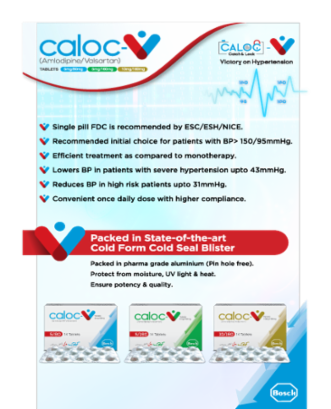 caloc-V
(Amlodipine/Valsartan)
TABLETS
CALOC-V
Victory on Hypertension
Single pill FDC is recommended by ESC/ESH/NICE.
Recommended initial choice for patients with BP> 150/95mmHg.
Efficient treatment as compared to monotherapy.
Lowers BP in patients with severe hypertension upto 43mmHg.
Reduces BP in high risk patients upto 31mmHg.
Convenient once daily dose with higher compliance.
Packed in State-of-the-art
Cold Form Cold Seal Blister
Packed in pharma grade aluminium (Pin hole free).
Protect from moisture, UV light & heat.
Ensure potency & quality.
caloc-V
caloc-V
caloc-V
Bosch